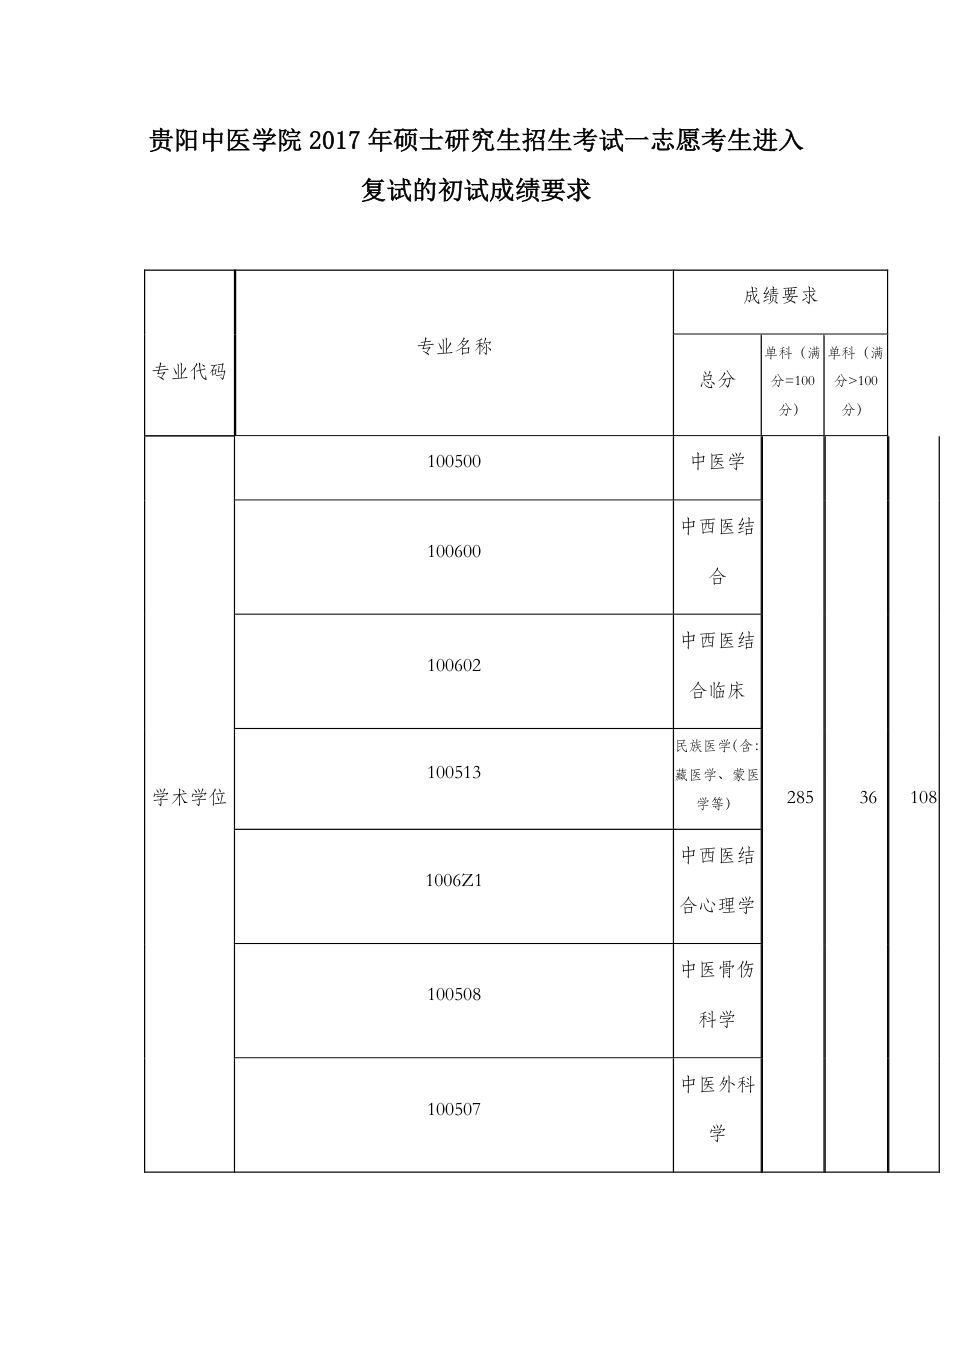 贵阳中医学院 2017 年硕士研究生招生考试一志愿考生进入
复试的初试成绩要求
专业代码
专业名称
成绩要求
总分
单科（满
分=100
分）
单科（满
分>100
分）
学术学位
100500
中医学
100600
中西医结
合
100602
中西医结
合临床
100513
民族医学(含:
藏医学、蒙医
学等)
1006Z1
中西医结
合心理学
100508
中医骨伤
科学
100507
中医外科
学
285
36
108